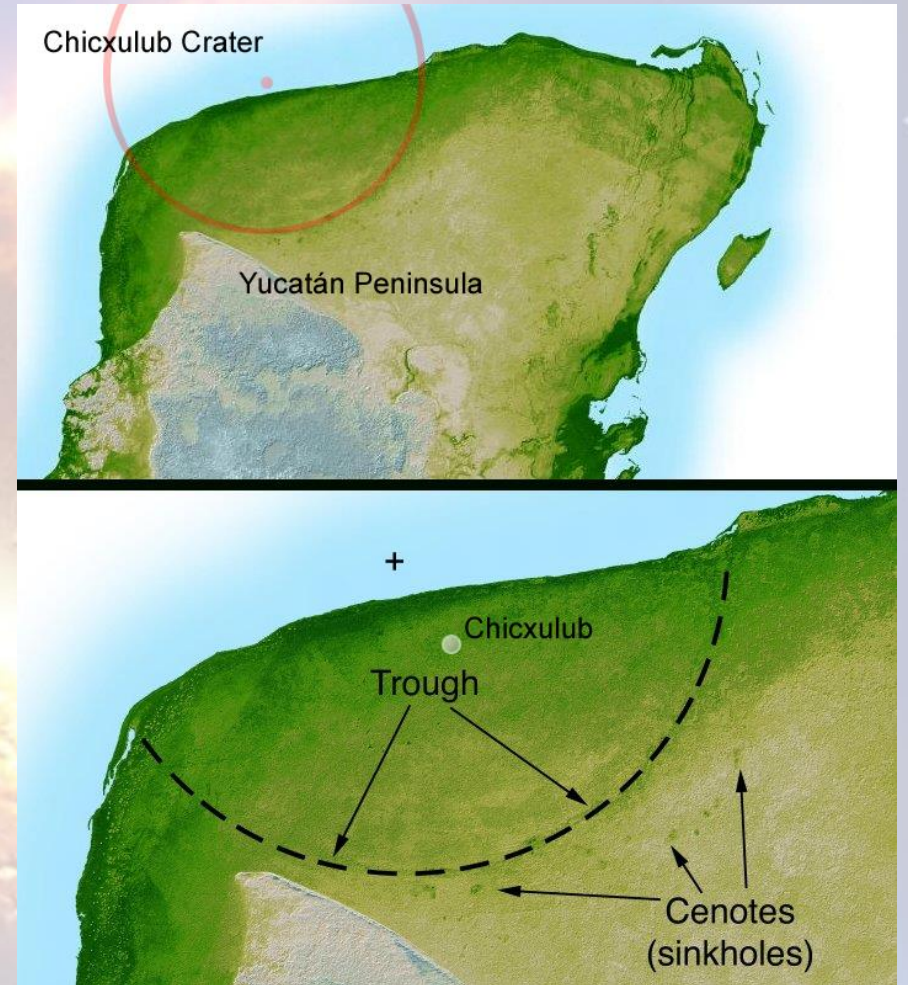 Chicxulub Crater
Yucatán Peninsula
+
Chicxulub
Trough
Cenotes
(sinkholes)